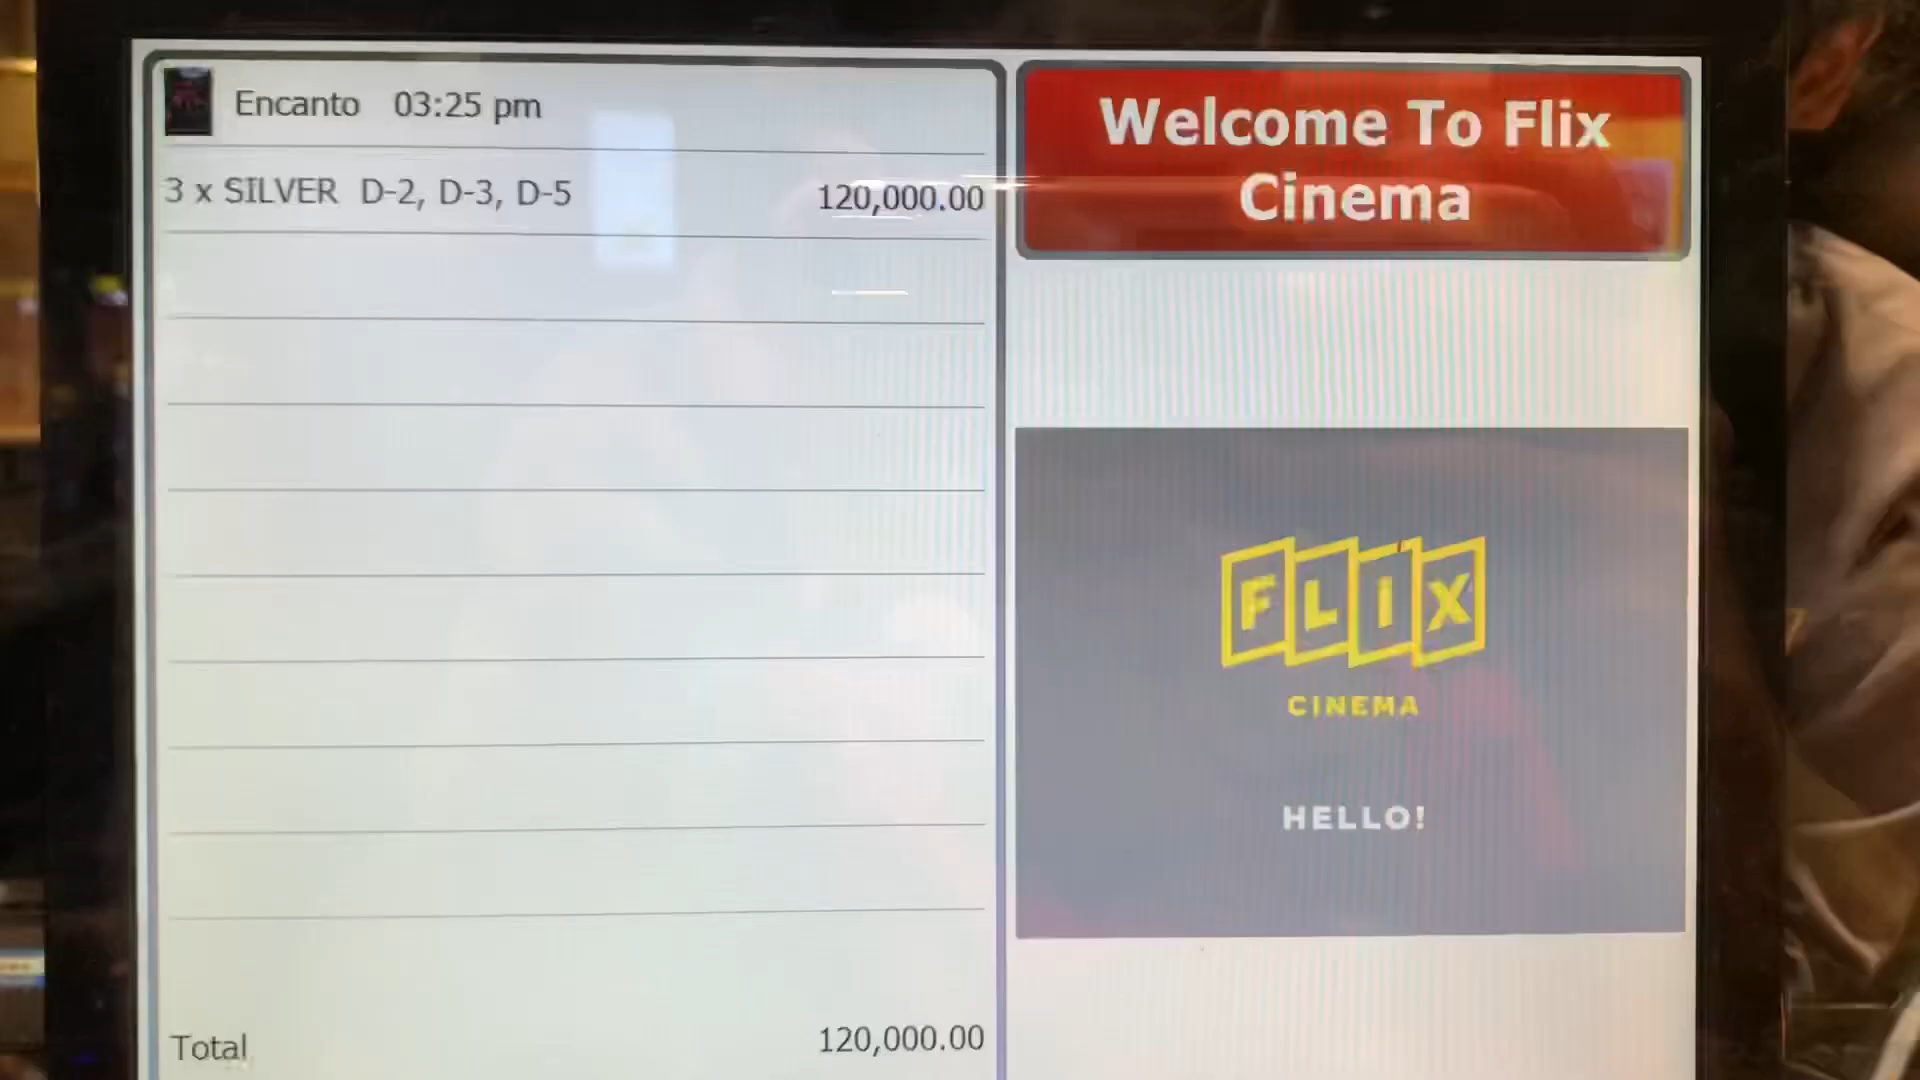 Encanto 03:25 pm
3 x SILVER D-2, D-3, D-5 120,000.00
Total 120,000.00
Welcome To Flix
Cinema
FLIX
CINEMA
HELLO!